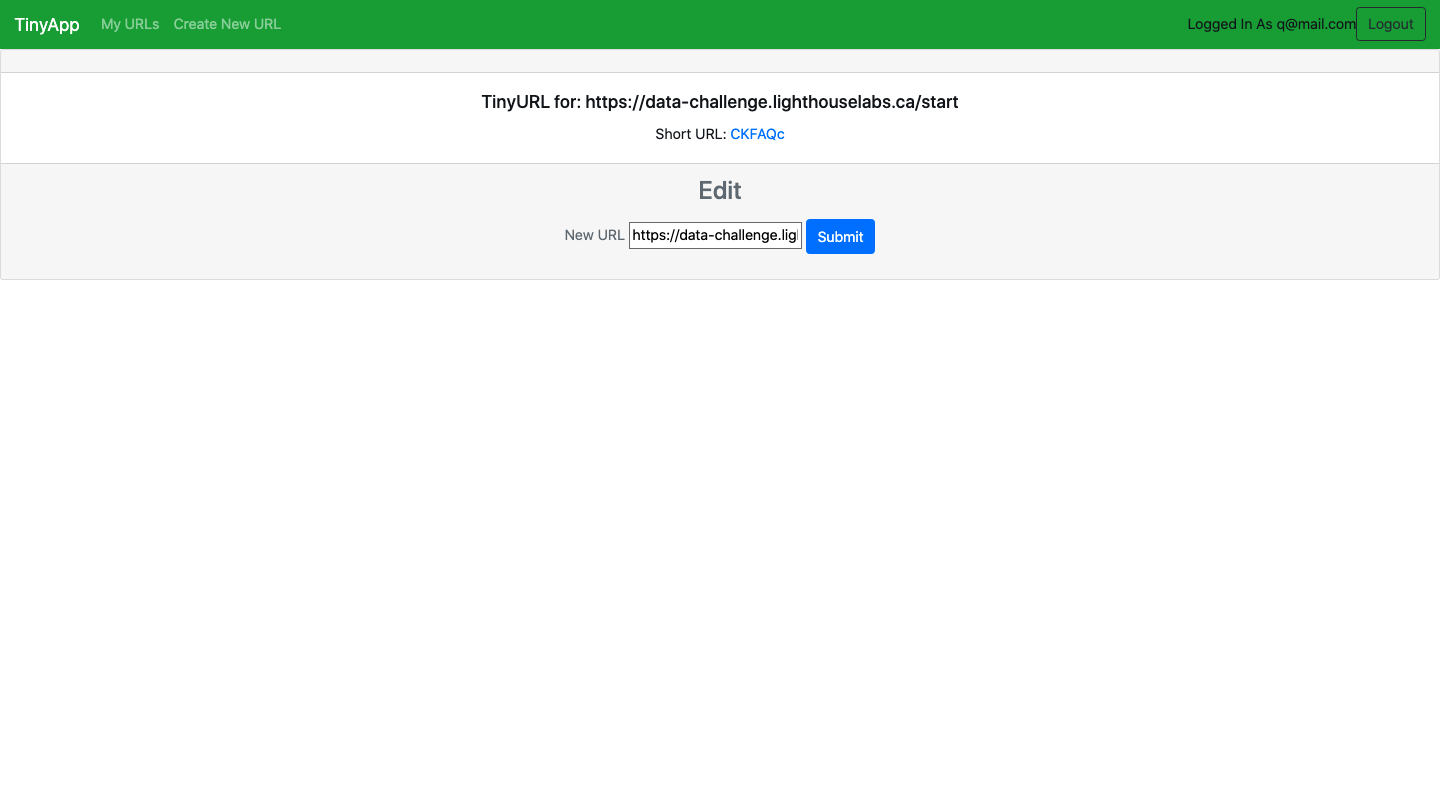 TinyApp My URLs Create New URL Logged In As q@mail.com Logout
TinyURL for: https://data-challenge.lighthouselabs.ca/start
Short URL: CKFAQc
Edit
New URL https://data-challenge.lig Submit